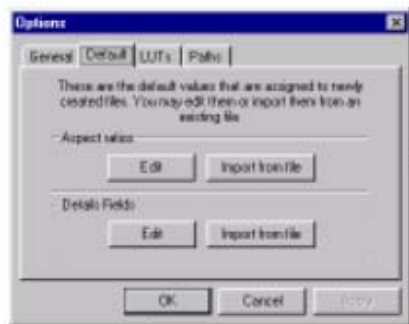 Options
General Default LUTs Paths
These are the default values that are assigned to newly
created files. You may edit them or import them from an
existing file
Aspect ratios
Edit Import from file
Details Fields
Edit Import from file
OK Cancel Apply